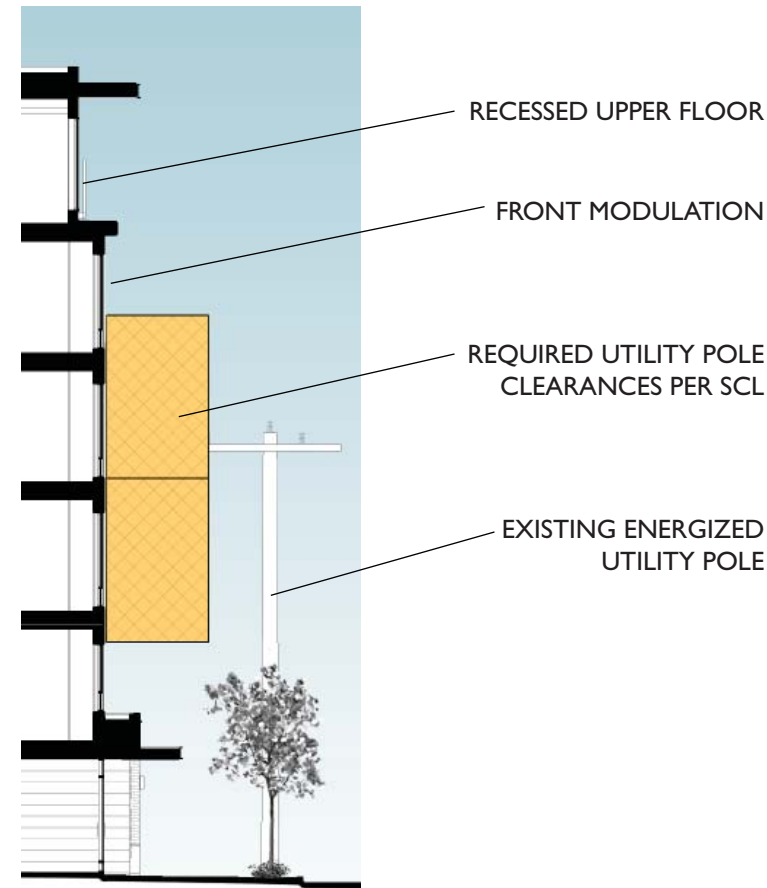 RECESSED UPPER FLOOR
FRONT MODULATION
REQUIRED UTILITY POLE
CLEARANCES PER SCL
EXISTING ENERGIZED
UTILITY POLE